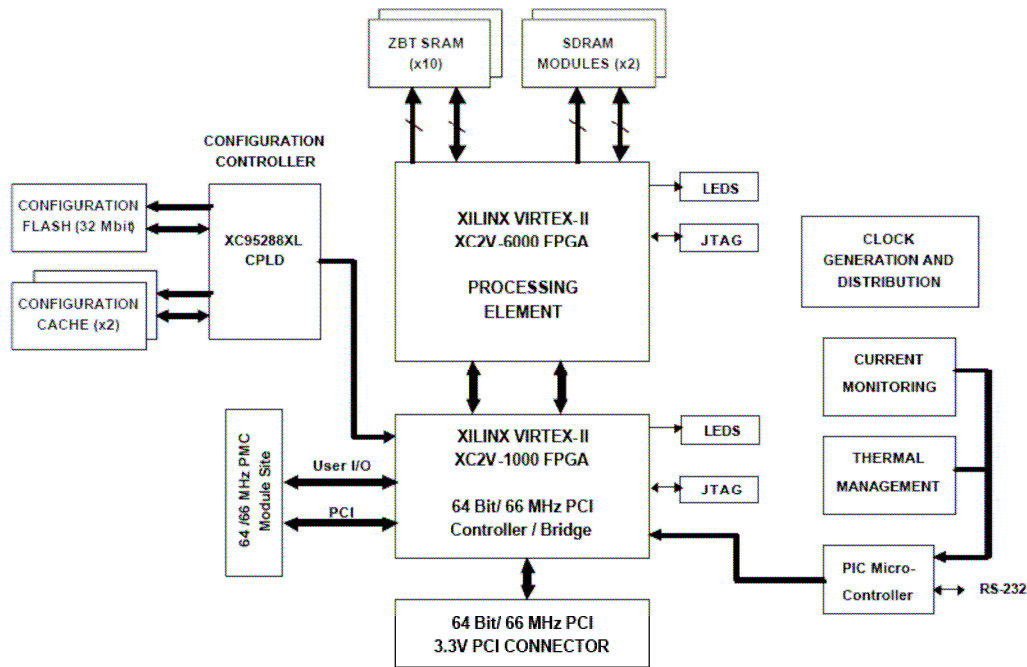 ZBT SRAM
(x10)
SDRAM
MODULES (x2)
CONFIGURATION
CONTROLLER
CONFIGURATION
FLASH (32 Mbit)
XC95288XL
CPLD
CONFIGURATION
CACHE (x2)
XILINX VIRTEX-II
XC2V-6000 FPGA
PROCESSING
ELEMENT
LEDS
JTAG
CLOCK
GENERATION AND
DISTRIBUTION
CURRENT
MONITORING
THERMAL
MANAGEMENT
64 /66 MHz PMC
Module Site
User I/O
PCI
XILINX VIRTEX-II
XC2V-1000 FPGA
64 Bit/ 66 MHz PCI
Controller / Bridge
LEDS
JTAG
PIC Micro-
Controller
RS-232
64 Bit/ 66 MHz PCI
3.3V PCI CONNECTOR